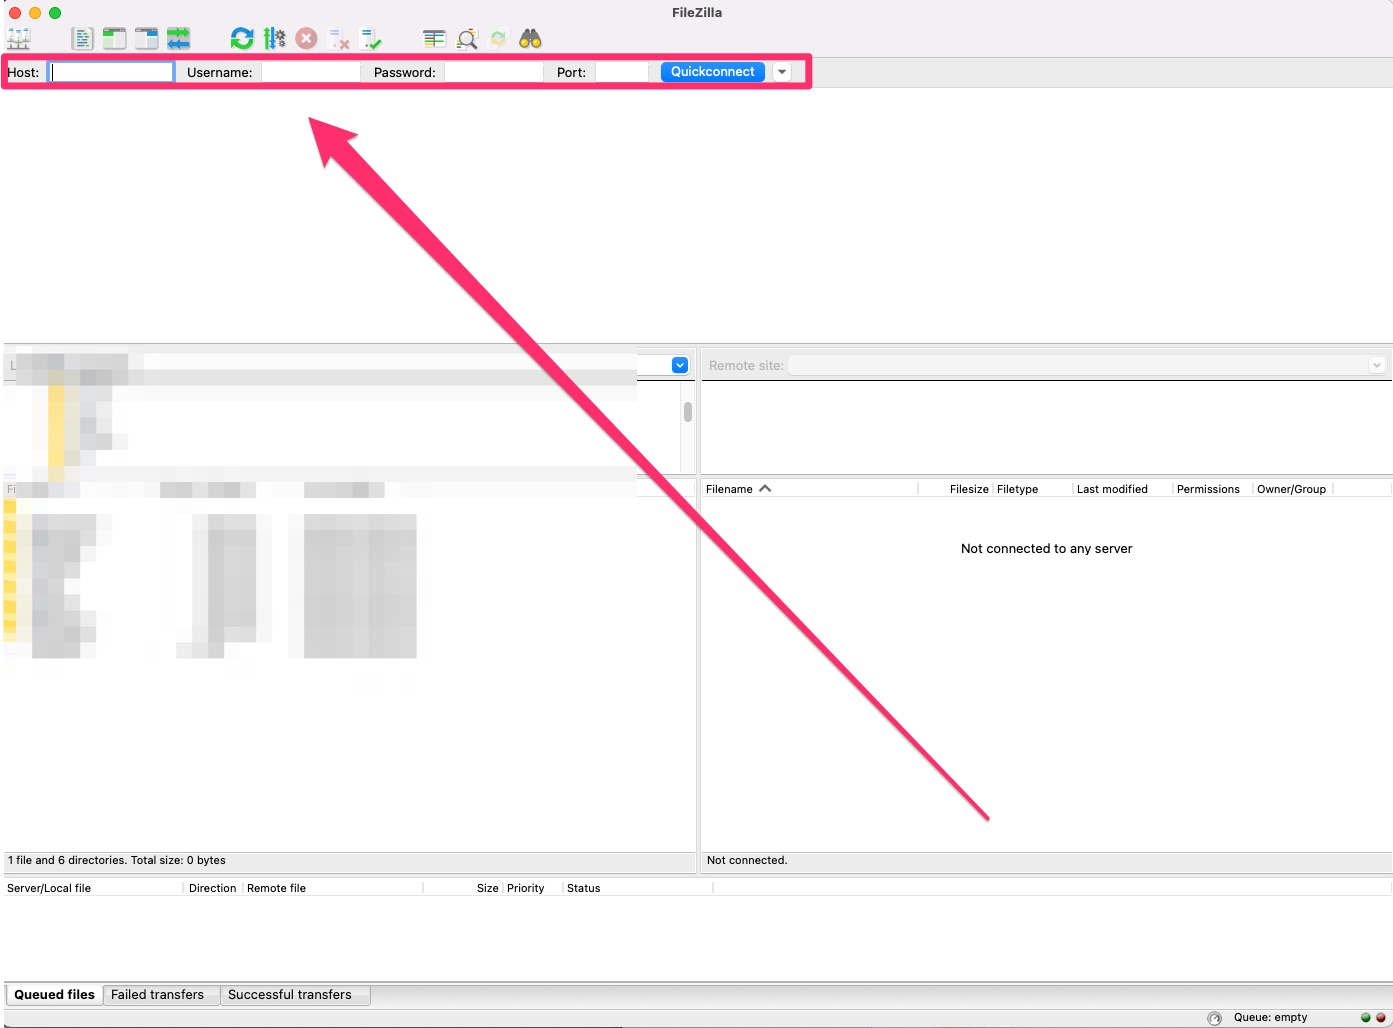 FileZilla
Host: Username: Password: Port: Quickconnect
Remote site:
Filename Filesize Filetype Last modified Permissions Owner/Group
Not connected to any server
1 file and 6 directories. Total size: 0 bytes
Not connected.
Server/Local file Direction Remote file Size Priority Status
Queued files Failed transfers Successful transfers
Queue: empty